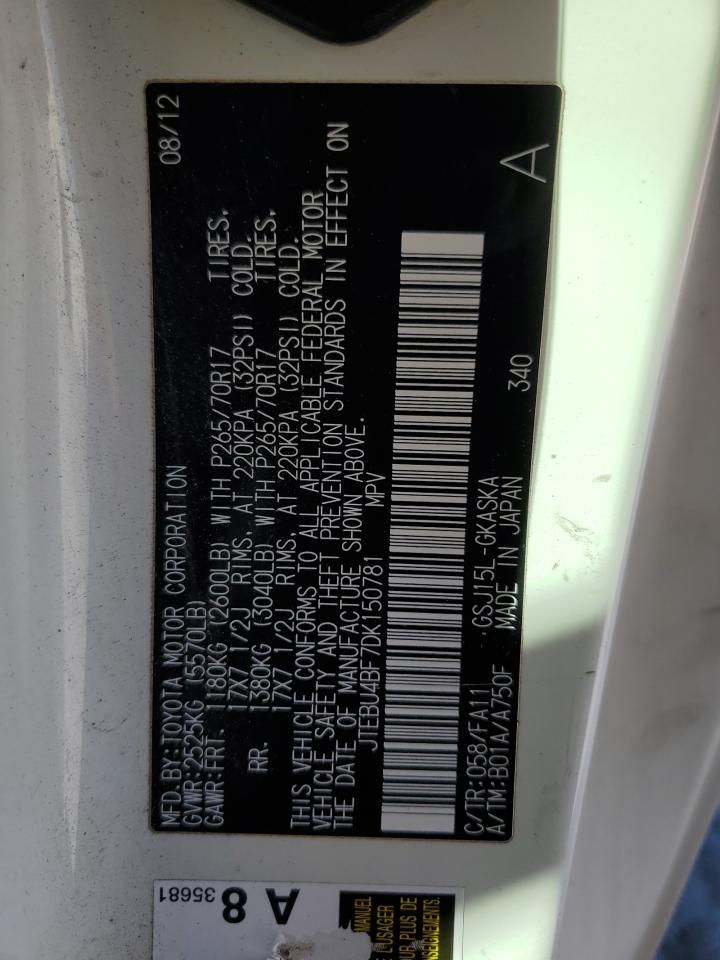 MFD.BY:TOYOTA MOTOR CORPORATION 08/12
GVWR:2525KG (5570LB)
GAWR:FRT. 1180KG (2600LB) WITH P265/70R17 TIRES,
17X7 1/2J RIMS, AT 220KPA (32PSI) COLD.
RR. 1380KG (3040LB) WITH P265/70R17 TIRES,
17X7 1/2J RIMS, AT 220KPA (32PSI) COLD.
THIS VEHICLE CONFORMS TO ALL APPLICABLE FEDERAL MOTOR
VEHICLE SAFETY AND THEFT PREVENTION STANDARDS IN EFFECT ON
THE DATE OF MANUFACTURE SHOWN ABOVE.
JTEBU4BF7DK150781 MPV
C/TR:058/FA11 GSJ15L-GKASKA
A/TM:B01A/A750F MADE IN JAPAN 340 A
A 8
35681
MANUEL
L'USAGER
PLUS DE